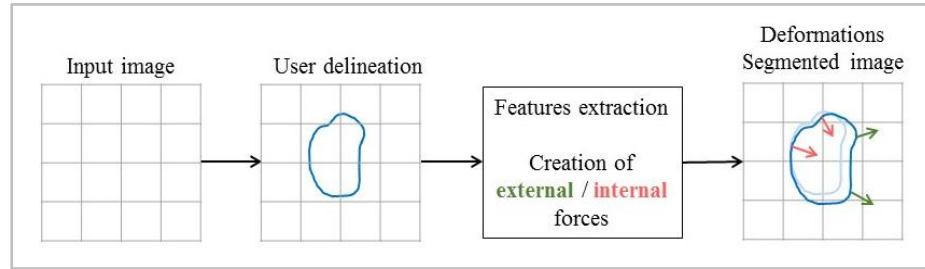 Input image
User delineation
Features extraction
Creation of
external / internal
forces
Deformations
Segmented image